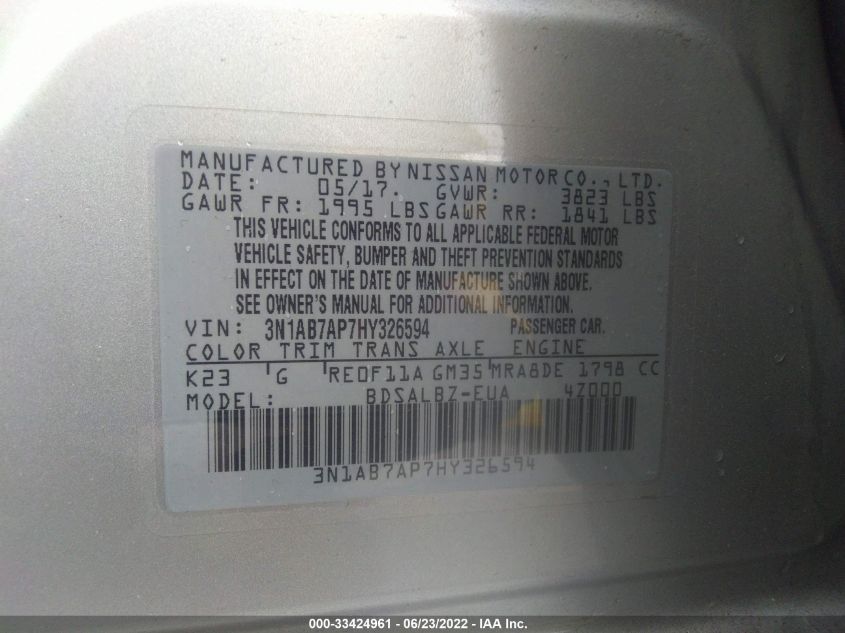 MANUFACTURED BY NISSAN MOTOR CO., LTD.
DATE: 05/17. GVWR: 3823 LBS
GAWR FR: 1995 LBS GAWR RR: 1841 LBS
THIS VEHICLE CONFORMS TO ALL APPLICABLE FEDERAL MOTOR
VEHICLE SAFETY, BUMPER AND THEFT PREVENTION STANDARDS
IN EFFECT ON THE DATE OF MANUFACTURE SHOWN ABOVE.
SEE OWNER'S MANUAL FOR ADDITIONAL INFORMATION.
VIN: 3N1AB7AP7HY326594 PASSENGER CAR.
COLOR TRIM TRANS AXLE ENGINE
K23 G RE0F11A GM35 MRA8DE 1798 CC
MODEL: BDSALBZ-EUA 4Z000
3N1AB7AP7HY326594
000-33424961 - 06/23/2022 - IAA Inc.